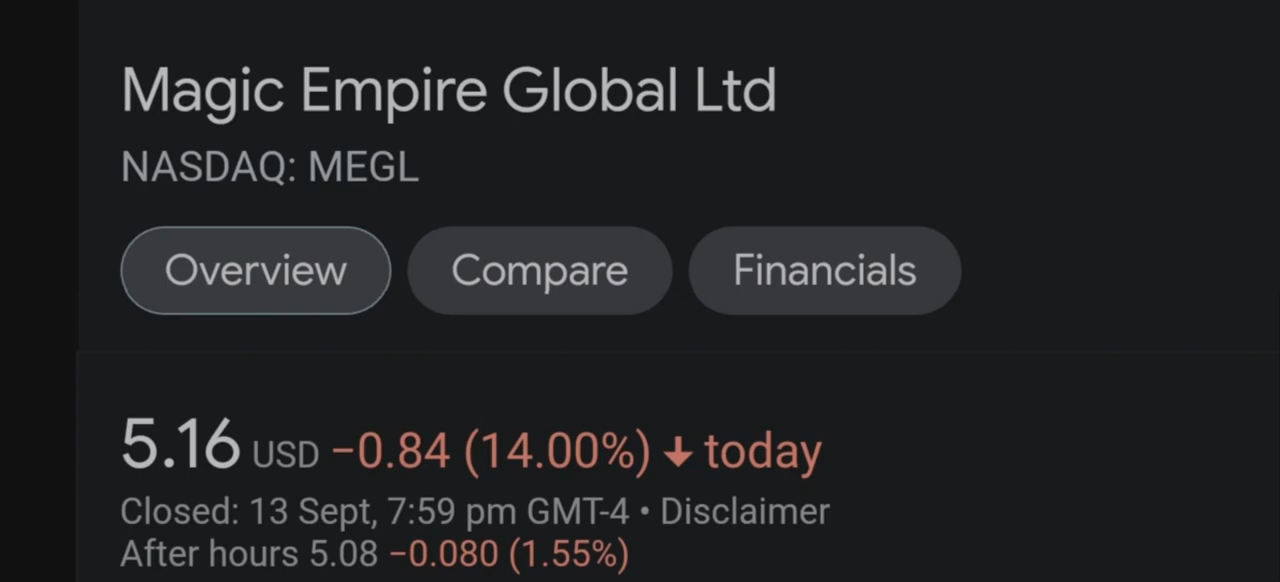 Magic Empire Global Ltd
NASDAQ: MEGL
Overview Compare Financials
5.16 USD −0.84 (14.00%) ↓ today
Closed: 13 Sept, 7:59 pm GMT-4 • Disclaimer
After hours 5.08 −0.080 (1.55%)